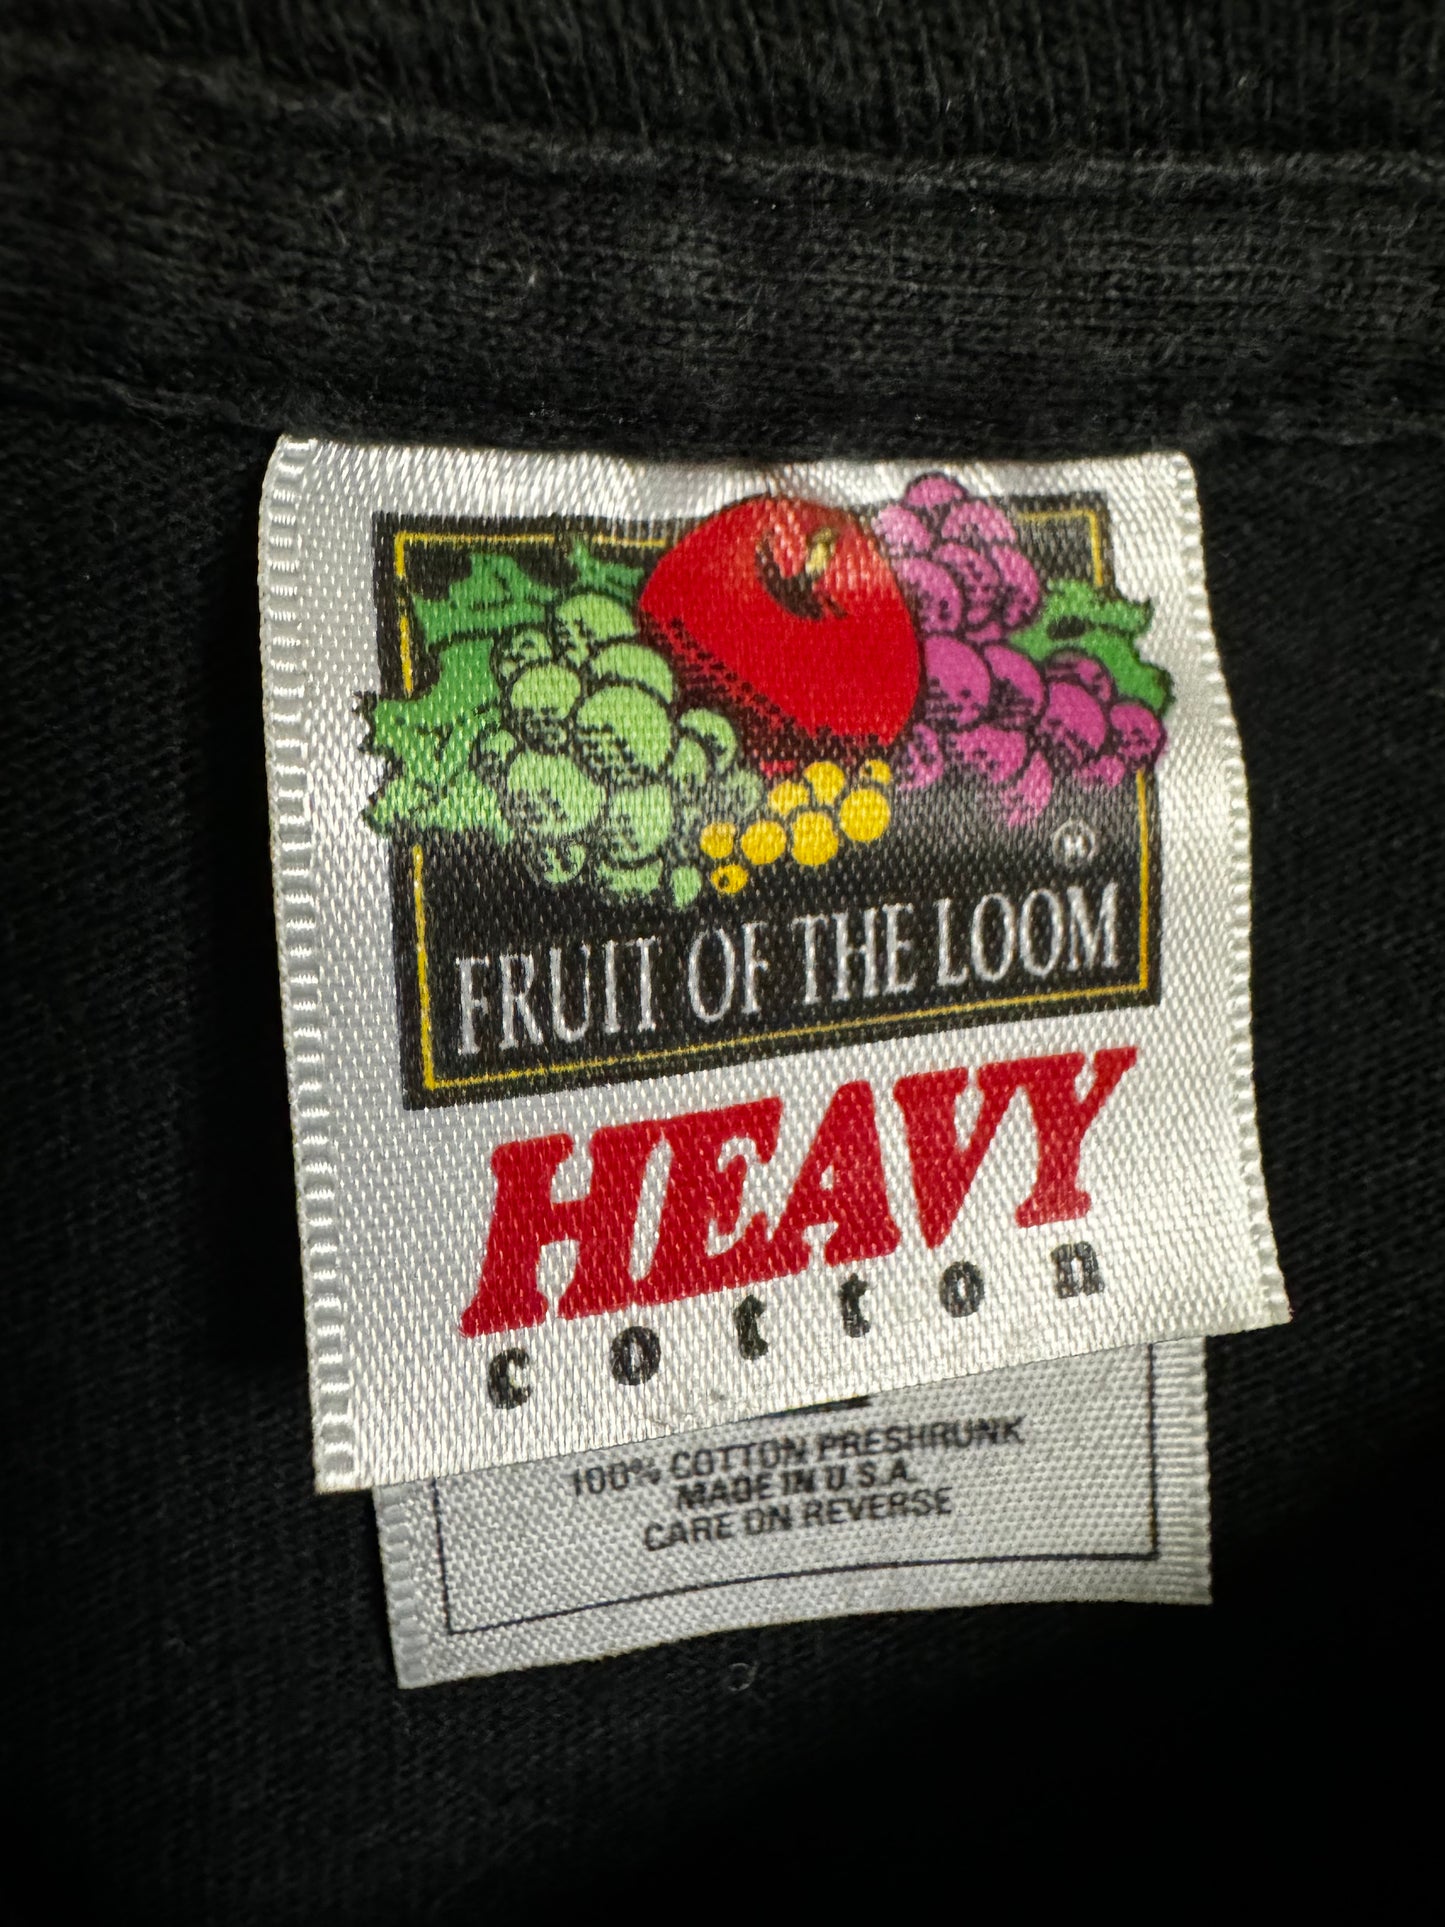 ®
FRUIT OF THE LOOM
HEAVY
cotton
100% COTTON PRESHRUNK
MADE IN U.S.A.
CARE ON REVERSE